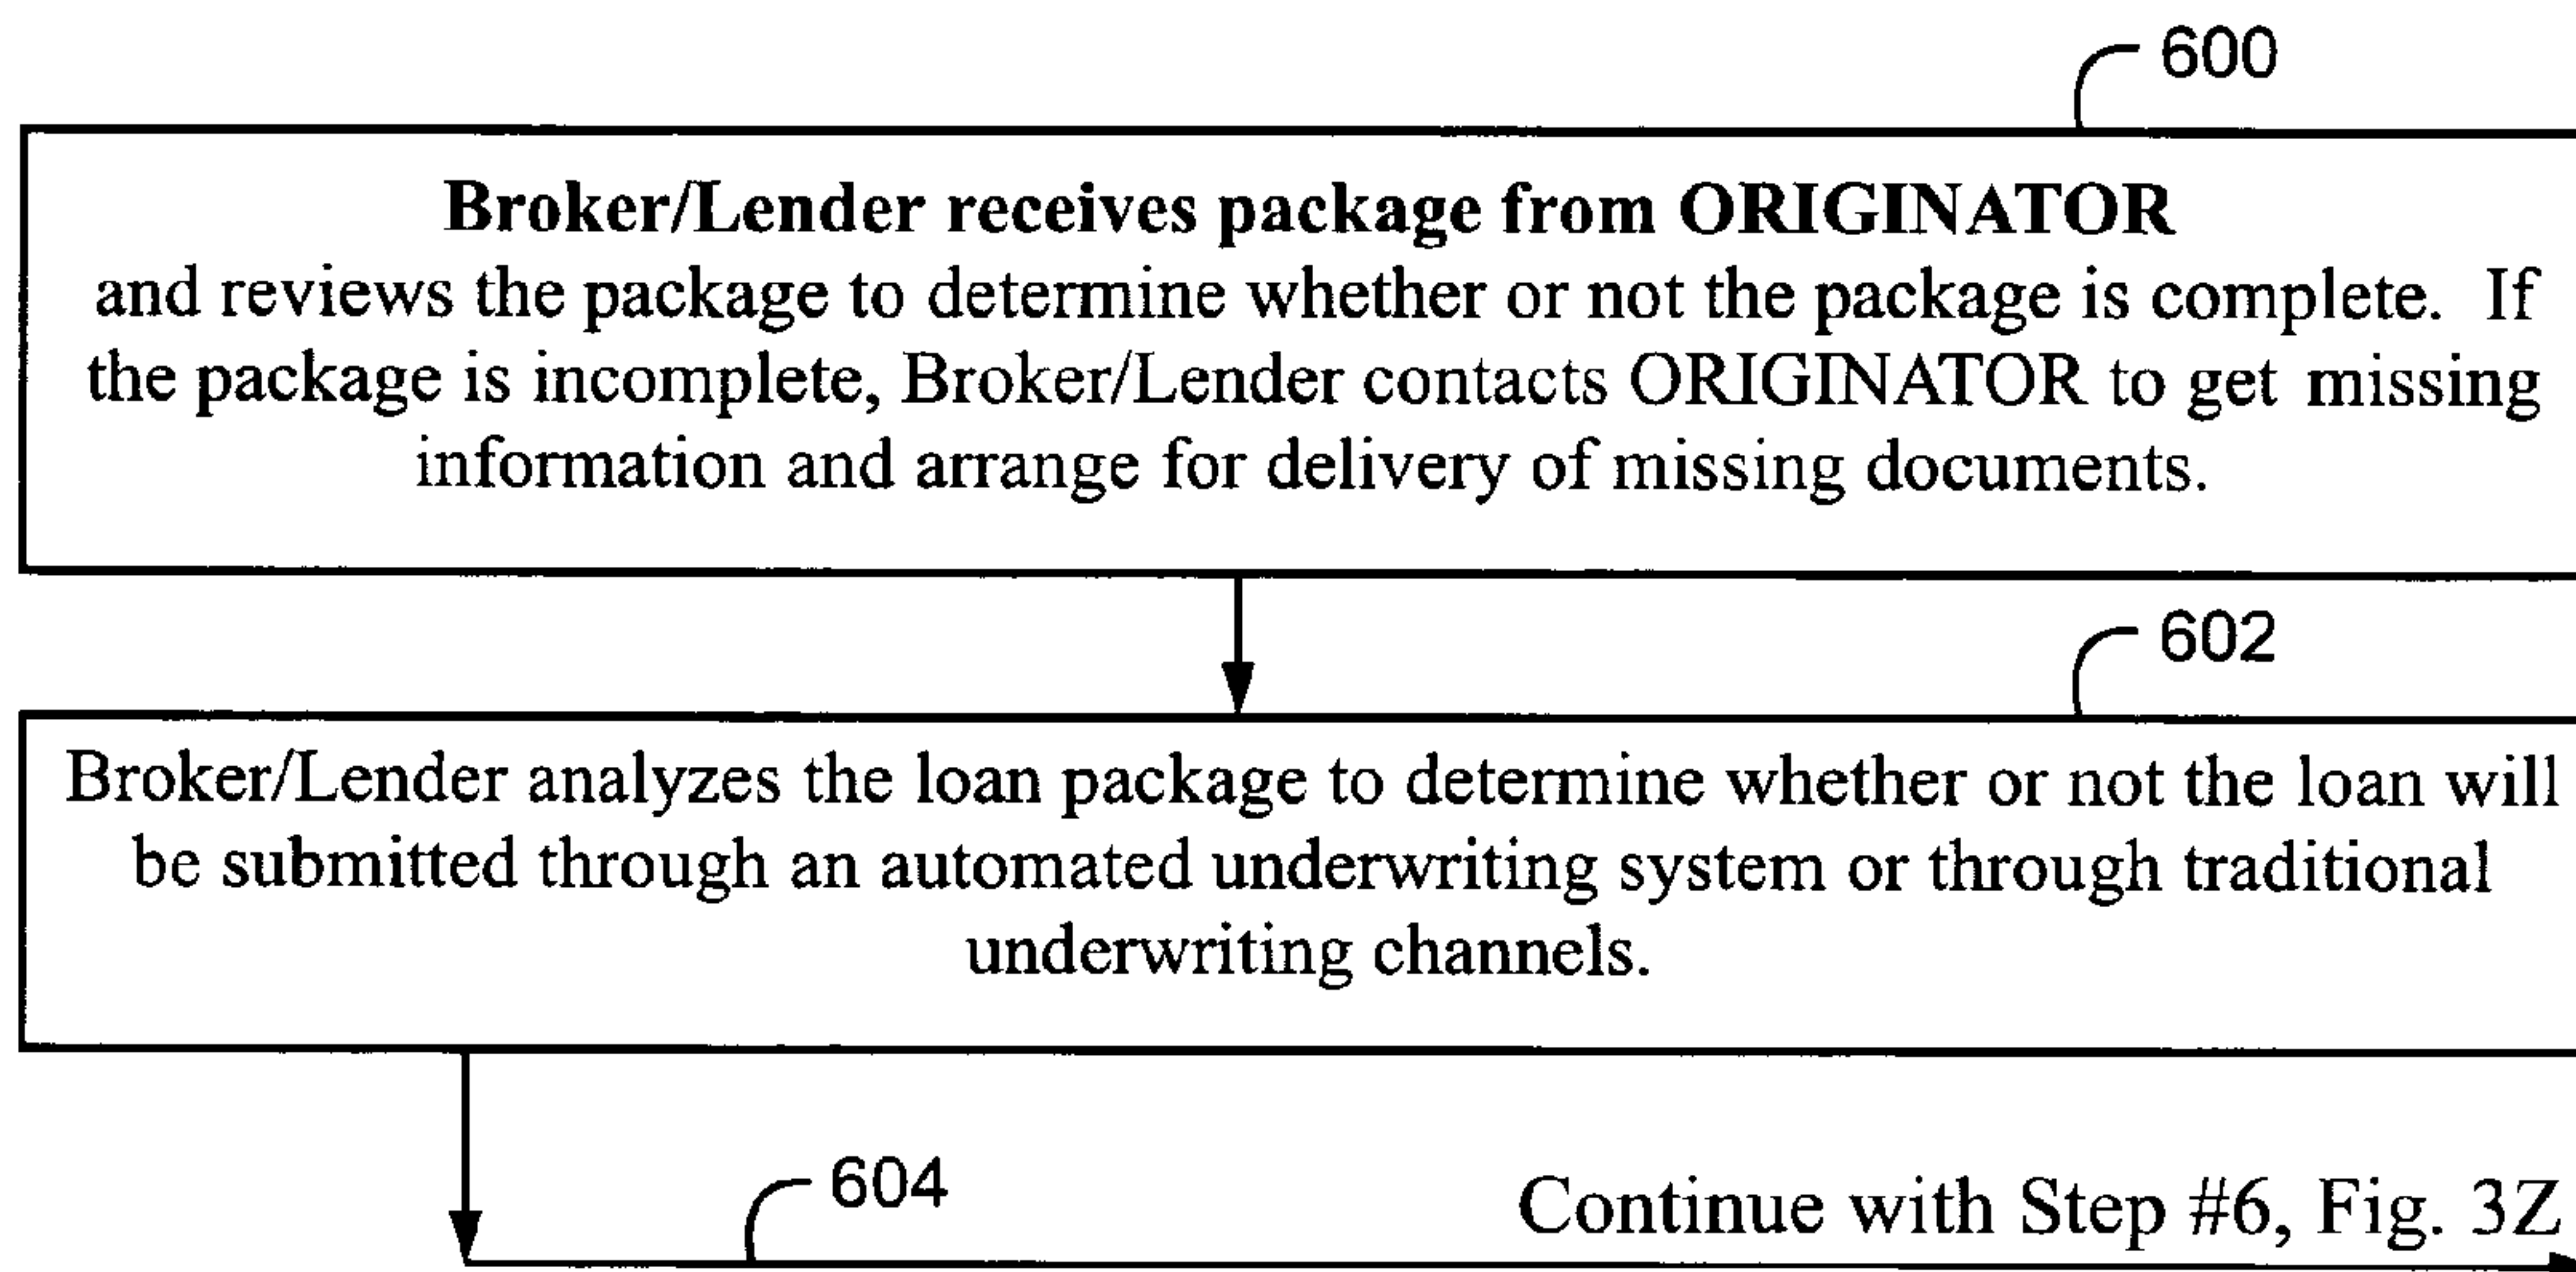 600
Broker/Lender receives package from ORIGINATOR
and reviews the package to determine whether or not the package is complete. If
the package is incomplete, Broker/Lender contacts ORIGINATOR to get missing
information and arrange for delivery of missing documents.
602
Broker/Lender analyzes the loan package to determine whether or not the loan will
be submitted through an automated underwriting system or through traditional
underwriting channels.
604
Continue with Step #6, Fig. 3Z